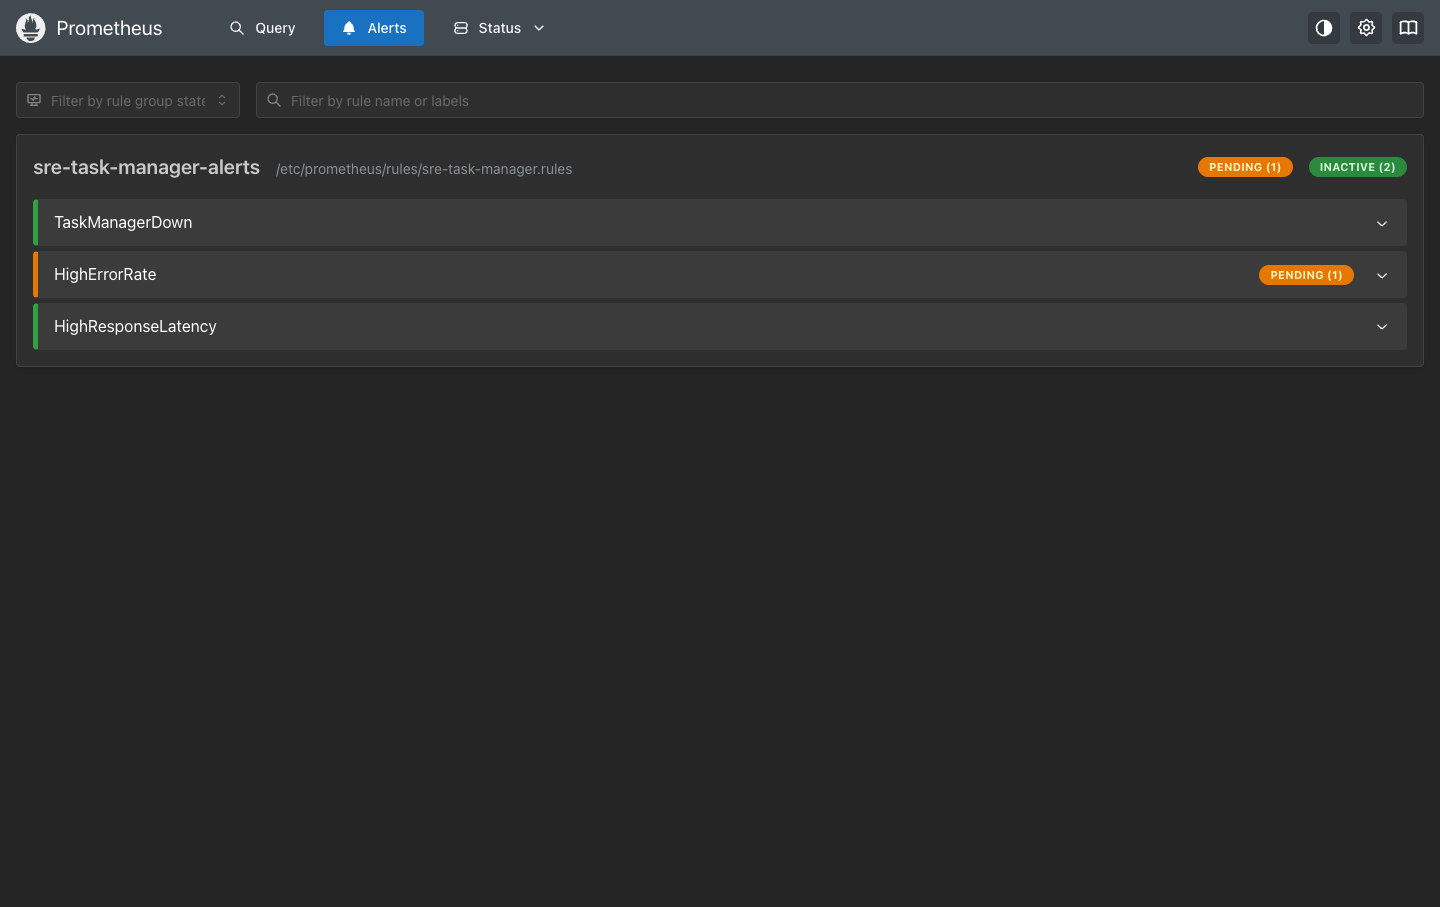 Prometheus Query Alerts Status
Filter by rule group state Filter by rule name or labels
sre-task-manager-alerts /etc/prometheus/rules/sre-task-manager.rules PENDING (1) INACTIVE (2)
TaskManagerDown
HighErrorRate PENDING (1)
HighResponseLatency